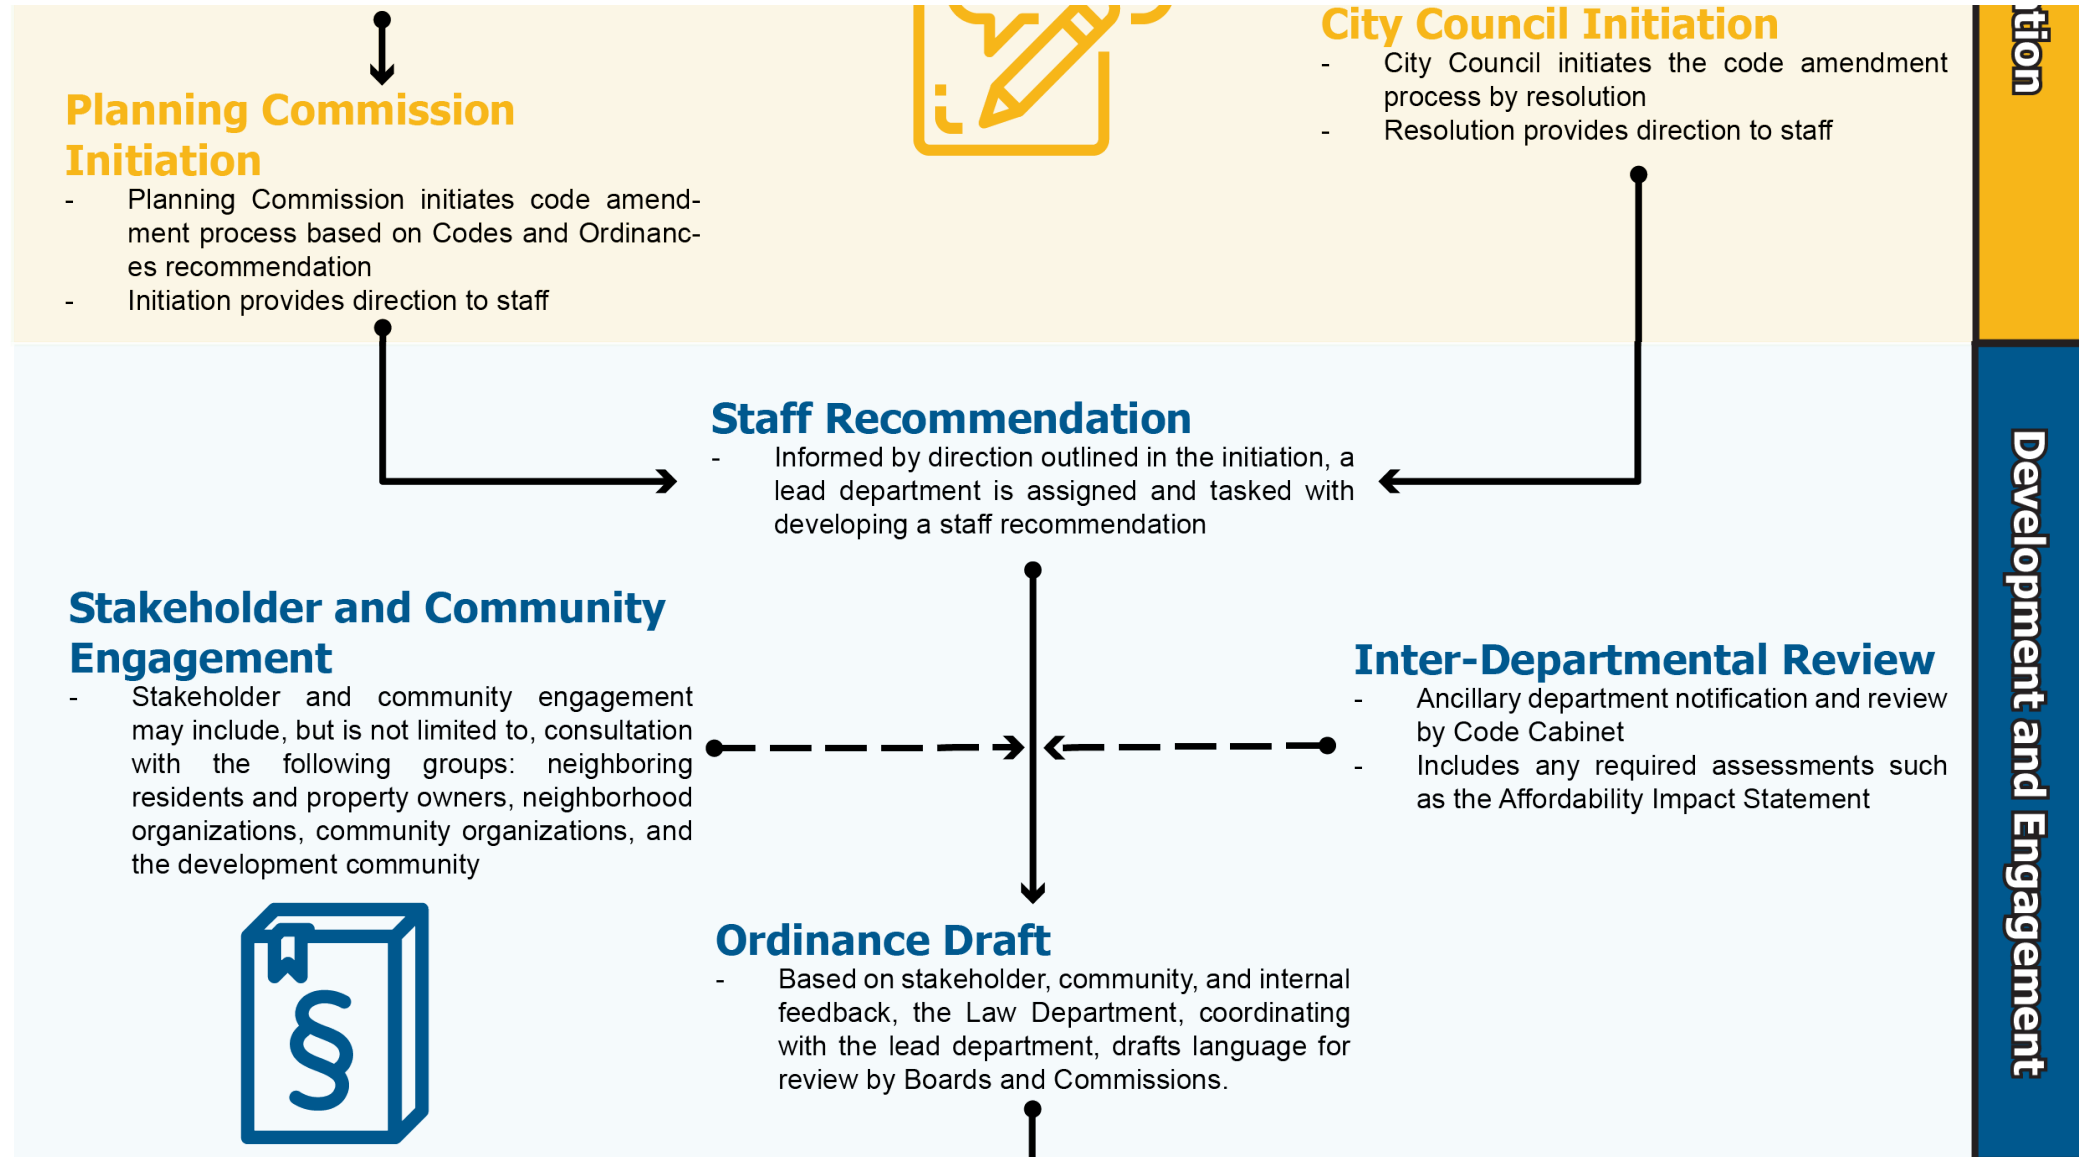 City Council Initiation
- City Council initiates the code amendment
process by resolution
- Resolution provides direction to staff
Planning Commission
Initiation
- Planning Commission initiates code amend-
ment process based on Codes and Ordinanc-
es recommendation
- Initiation provides direction to staff
Staff Recommendation
- Informed by direction outlined in the initiation, a
lead department is assigned and tasked with
developing a staff recommendation
Stakeholder and Community
Engagement
- Stakeholder and community engagement
may include, but is not limited to, consultation
with the following groups: neighboring
residents and property owners, neighborhood
organizations, community organizations, and
the development community
Inter-Departmental Review
- Ancillary department notification and review
by Code Cabinet
- Includes any required assessments such
as the Affordability Impact Statement
Ordinance Draft
- Based on stakeholder, community, and internal
feedback, the Law Department, coordinating
with the lead department, drafts language for
review by Boards and Commissions.
§
Development and Engagement